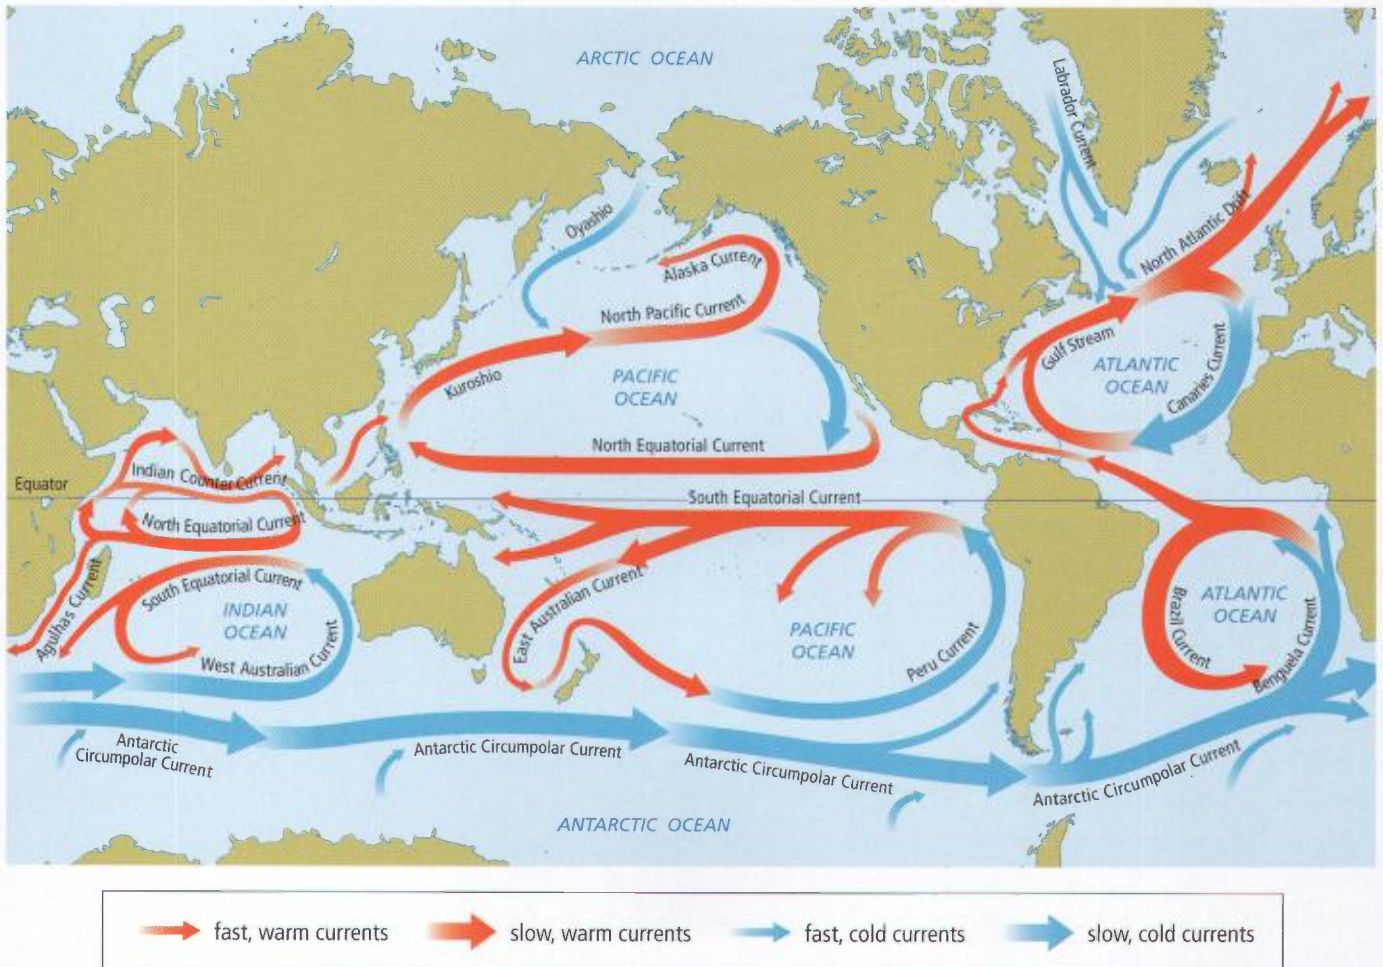 ARCTIC OCEAN
Labrador Current
Oyashio
Alaska Current
North Pacific Current
North Atlantic Drift
Kuroshio
PACIFIC
OCEAN
Gulf Stream
ATLANTIC
OCEAN
Canaries Current
North Equatorial Current
Indian Counter Current
Equator
South Equatorial Current
North Equatorial Current
South Equatorial Current
Agulhas Current
INDIAN
OCEAN
West Australian Current
East Australian Current
PACIFIC
OCEAN
Peru Current
Brazil Current
ATLANTIC
OCEAN
Benguela Current
Antarctic
Circumpolar Current
Antarctic Circumpolar Current
Antarctic Circumpolar Current
Antarctic Circumpolar Current
ANTARCTIC OCEAN
fast, warm currents
slow, warm currents
fast, cold currents
slow, cold currents